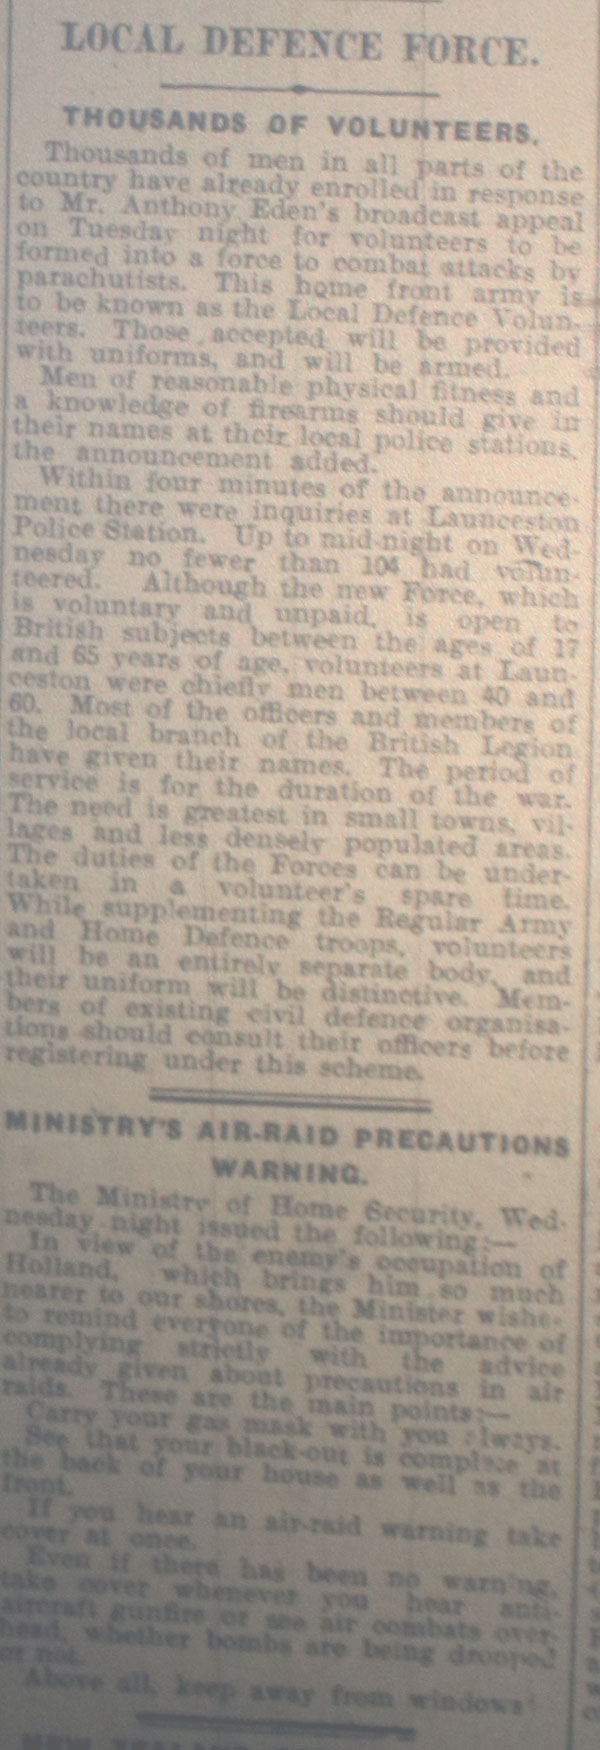 LOCAL DEFENCE FORCE.
THOUSANDS OF VOLUNTEERS.
Thousands of men in all parts of the
country have already enrolled in response
to Mr. Anthony Eden's broadcast appeal
on Tuesday night for volunteers to be
formed into a force to combat attacks by
parachutists. This home front army is
to be known as the Local Defence Volun-
teers. Those accepted will be provided
with uniforms, and will be armed.
Men of reasonable physical fitness and
a knowledge of firearms should give in
their names at their local police stations,
the announcement added.
Within four minutes of the announce-
ment there were inquiries at Launceston
Police Station. Up to mid-night on Wed-
nesday no fewer than 104 had volun-
teered. Although the new Force, which
is voluntary and unpaid, is open to
British subjects between the ages of 17
and 65 years of age, volunteers at Laun-
ceston were chiefly men between 40 and
60. Most of the officers and members of
the local branch of the British Legion
have given their names. The period of
service is for the duration of the war.
The need is greatest in small towns, vil-
lages and less densely populated areas.
The duties of the Forces can be under-
taken in a volunteer's spare time.
While supplementing the Regular Army
and Home Defence troops, volunteers
will be an entirely separate body, and
their uniform will be distinctive. Mem-
bers of existing civil defence organisa-
tions should consult their officers before
registering under this scheme.
MINISTRY'S AIR-RAID PRECAUTIONS
WARNING.
The Ministry of Home Security, Wed-
nesday night issued the following:—
In view of the enemy's occupation of
Holland, which brings him so much
nearer to our shores, the Minister wishe-
to remind everyone of the importance of
complying strictly with the advice
already given about precautions in air
raids. These are the main points:—
Carry your gas mask with you always.
See that your black-out is complete at
the back of your house as well as the
front.
If you hear an air-raid warning take
cover at once.
Even if there has been no warning,
take cover whenever you hear anti-
aircraft gunfire or see air combats over-
head, whether bombs are being dropped
or not.
Above all, keep away from windows
NEW ZEALAND